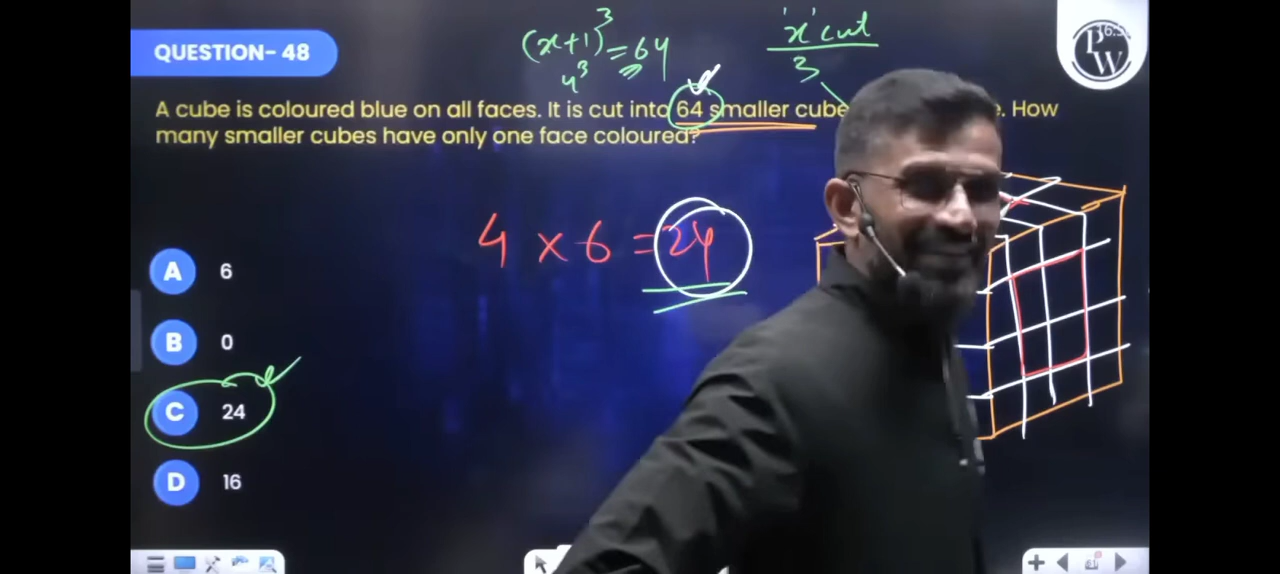 QUESTION- 48
(x+1)³ = 64
4³
'x' cut
3
PW
A cube is coloured blue on all faces. It is cut into 64 smaller cube e. How
many smaller cubes have only one face coloured?
4 × 6 = 24
A 6
B 0
C 24
D 16